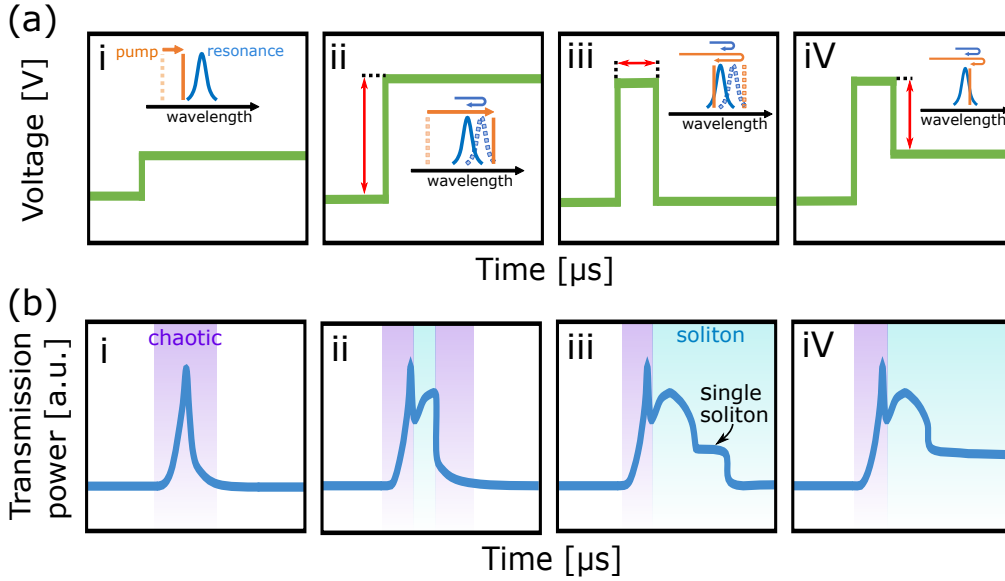 (a)
Voltage [V]
i
pump
resonance
wavelength
ii
wavelength
iii
wavelength
iV
wavelength
Time [µs]
(b)
Transmission
power [a.u.]
i
chaotic
ii
iii
soliton
single
soliton
iV
Time [µs]